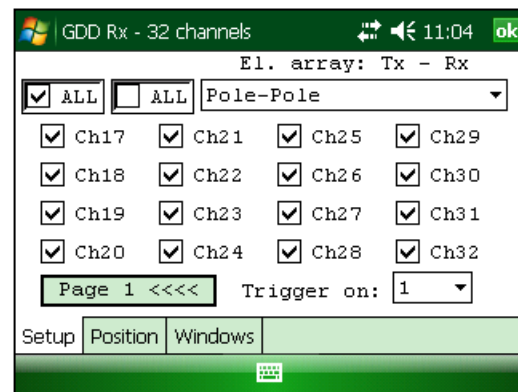 GDD Rx - 32 channels 11:04 ok
El. array: Tx - Rx
ALL ALL Pole-Pole
Ch17 Ch21 Ch25 Ch29
Ch18 Ch22 Ch26 Ch30
Ch19 Ch23 Ch27 Ch31
Ch20 Ch24 Ch28 Ch32
Page 1 <<<< Trigger on: 1
Setup Position Windows